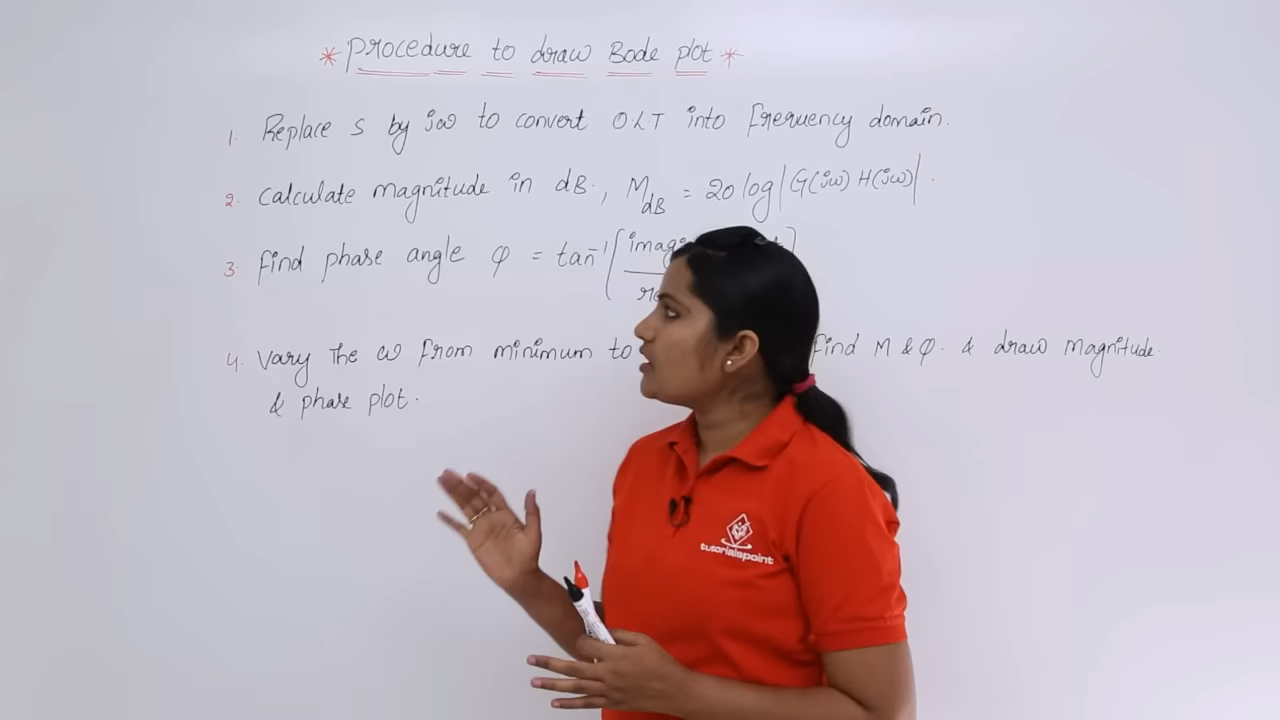 * Procedure to draw Bode plot *
1. Replace s by jω to convert O.L.T into frequency domain.
2. Calculate magnitude in dB., M_dB = 20 log |G(jω) H(jω)|.
3. find phase angle φ = tan⁻¹
4. Vary The ω from minimum to find M & φ. & draw Magnitude.
& phase plot.
tutorialspoint